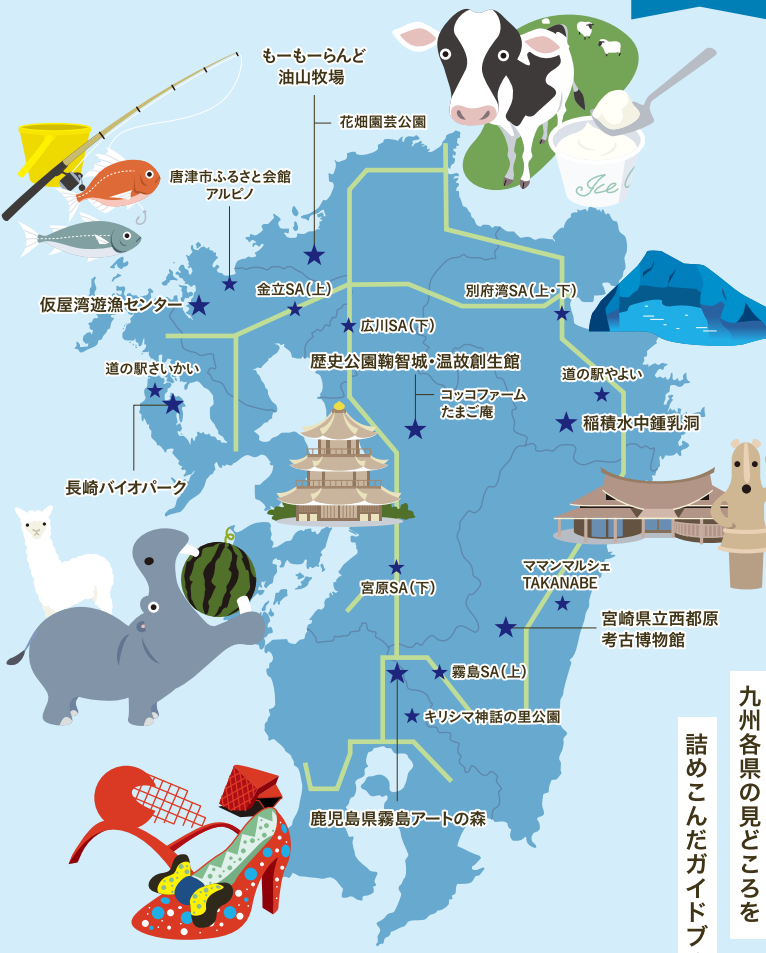 もーもーらんど
油山牧場
花畑園芸公園
唐津市ふるさと会館
アルピノ
Ice
金立SA(上)
別府湾SA(上・下)
仮屋湾遊漁センター
広川SA(下)
歴史公園鞠智城・温故創生館
道の駅さいかい
道の駅やよい
コッコファーム
たまご庵
稲積水中鍾乳洞
長崎バイオパーク
ママンマルシェ
TAKANABE
宮原SA(下)
宮崎県立西都原
考古博物館
霧島SA(上)
キリシマ神話の里公園
鹿児島県霧島アートの森
九州各県の見どころを
詰めこんだガイドブ